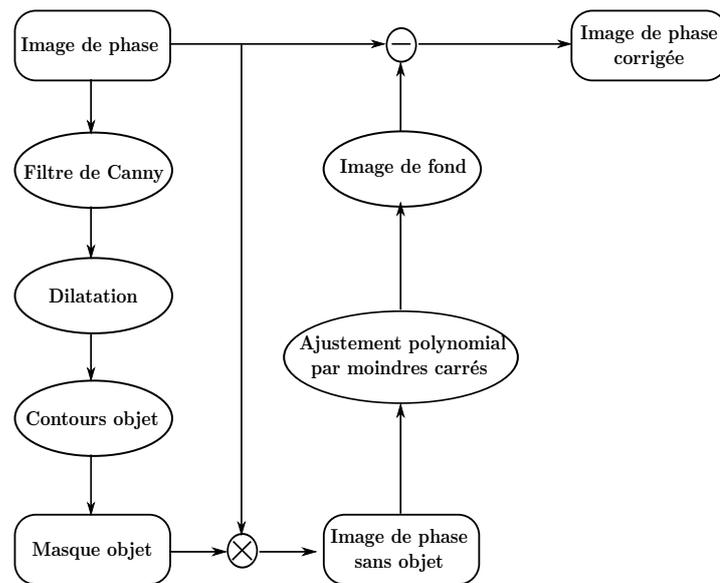 Image de phase
Image de phase
corrigée
Filtre de Canny
Image de fond
Dilatation
Ajustement polynomial
par moindres carrés
Contours objet
Masque objet
Image de phase
sans objet